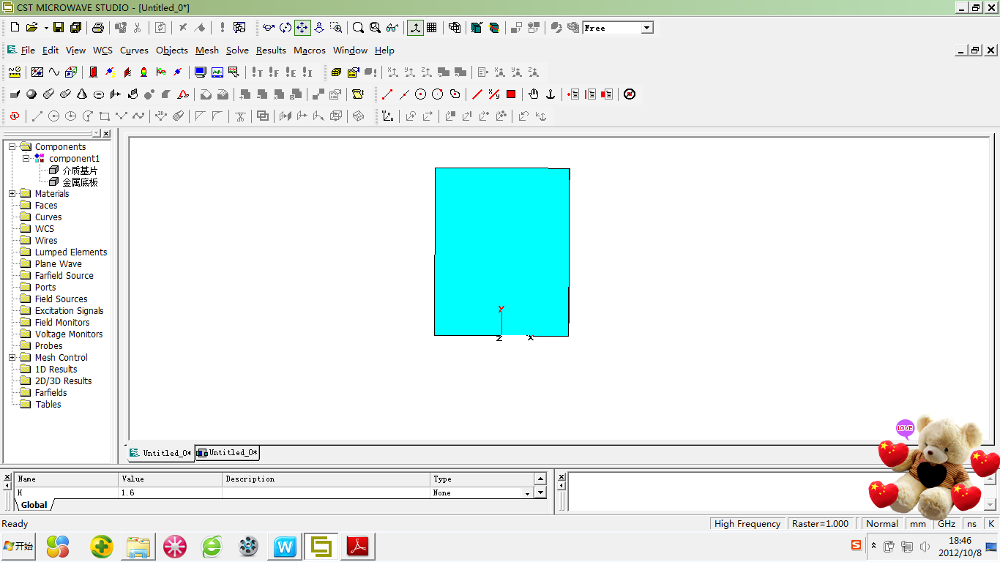 CST MICROWAVE STUDIO - [Untitled_0*]
Free
File Edit View WCS Curves Objects Mesh Solve Results Macros Window Help
Components
component1
介质基片
金属底板
Materials
Faces
Curves
WCS
Wires
Lumped Elements
Plane Wave
Farfield Source
Ports
Field Sources
Excitation Signals
Field Monitors
Voltage Monitors
Probes
Mesh Control
1D Results
2D/3D Results
Farfields
Tables
Y
Z X
LOVE
Untitled_0* Untitled_0*
Name Value Description Type
H 1.6 None
Global
Ready High Frequency Raster=1.000 Normal mm GHz ns K
开始 18:46
2012/10/8